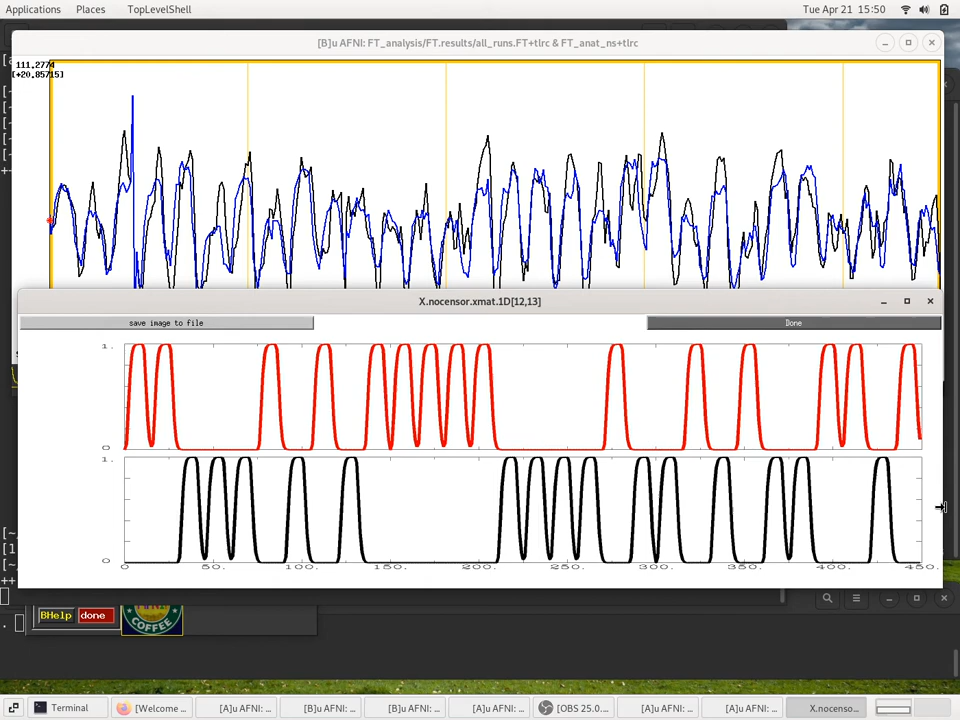 Applications Places TopLevelShell Tue Apr 21 15:50
[B]u AFNI: FT_analysis/FT.results/all_runs.FT+tlrc & FT_anat_ns+tlrc
111,2774
[+20,85715]
X.nocensor.xmat.1D[12,13]
save image to file Done
1.
0
1.
0
0 50. 100. 150. 200. 250. 300. 350. 400. 450.
BHelp done
COFFEE
Terminal [Welcome ... [A]u AFNI: ... [B]u AFNI: ... [B]u AFNI: ... [A]u AFNI: ... [OBS 25.0... [A]u AFNI: ... [A]u AFNI: ... X.nocenso...